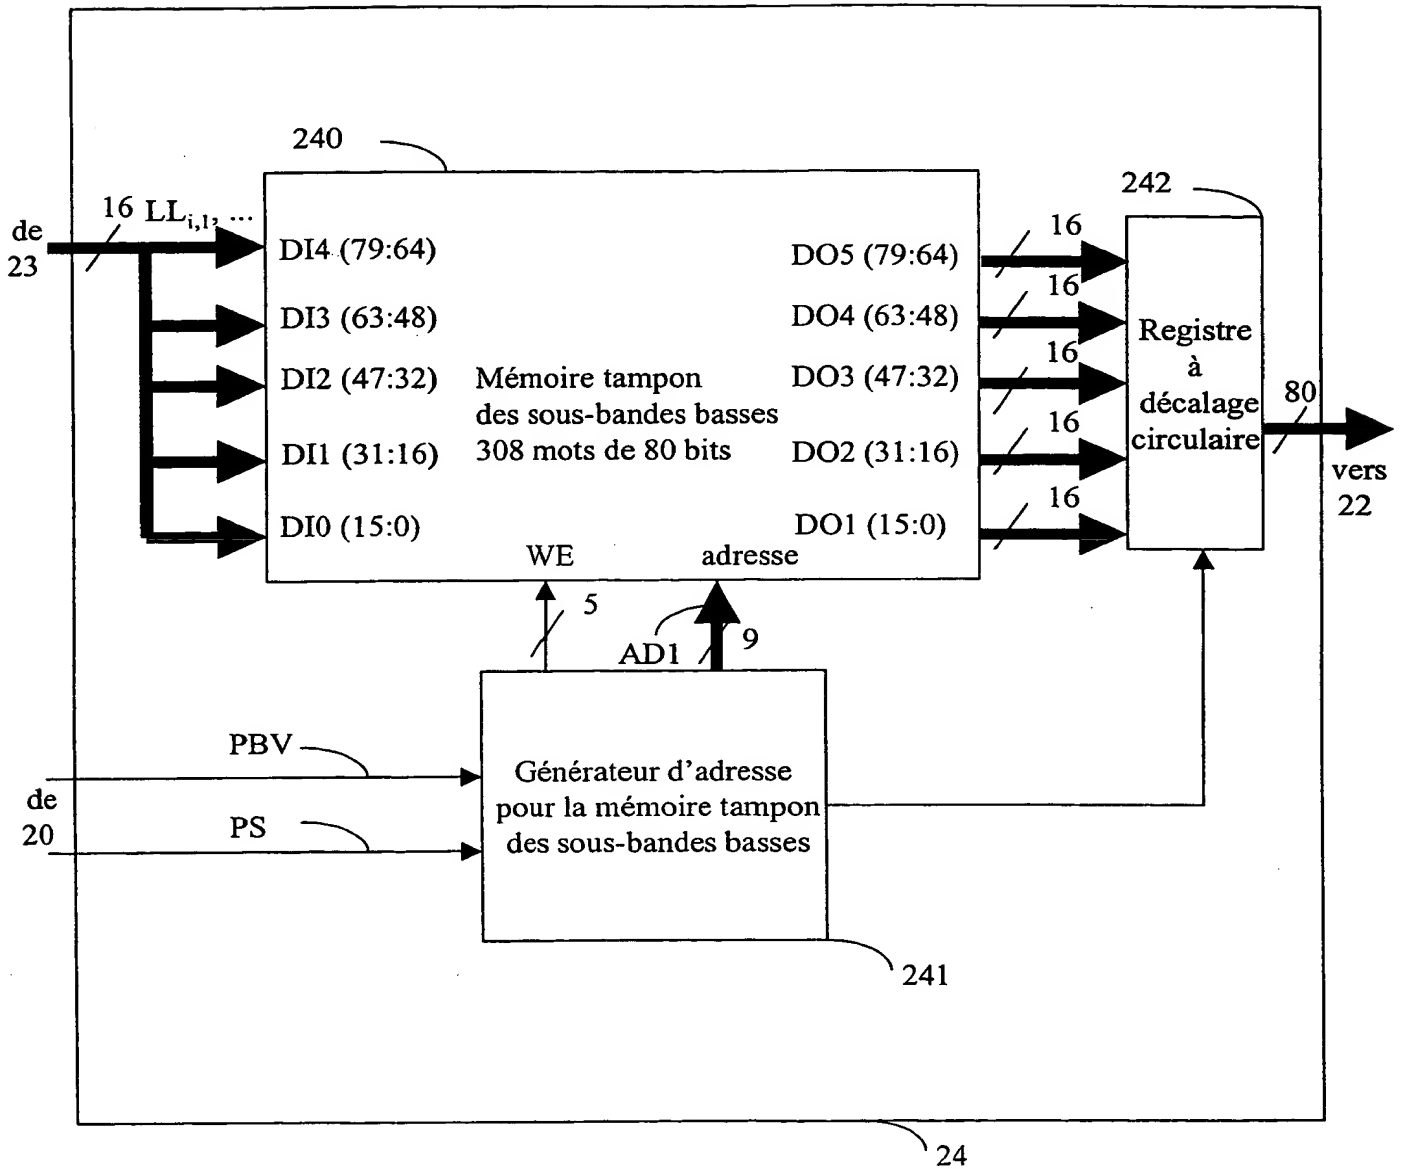 240
242
16 LL_{i,1}, ...
de
23
DI4 (79:64)
DI3 (63:48)
DI2 (47:32)
DI1 (31:16)
DI0 (15:0)
Mémoire tampon
des sous-bandes basses
308 mots de 80 bits
DO5 (79:64)
DO4 (63:48)
DO3 (47:32)
DO2 (31:16)
DO1 (15:0)
16
16
16
16
16
Registre
à
décalage
circulaire
80
vers
22
WE
adresse
5
AD1
9
PBV
de
20
PS
Générateur d'adresse
pour la mémoire tampon
des sous-bandes basses
241
24